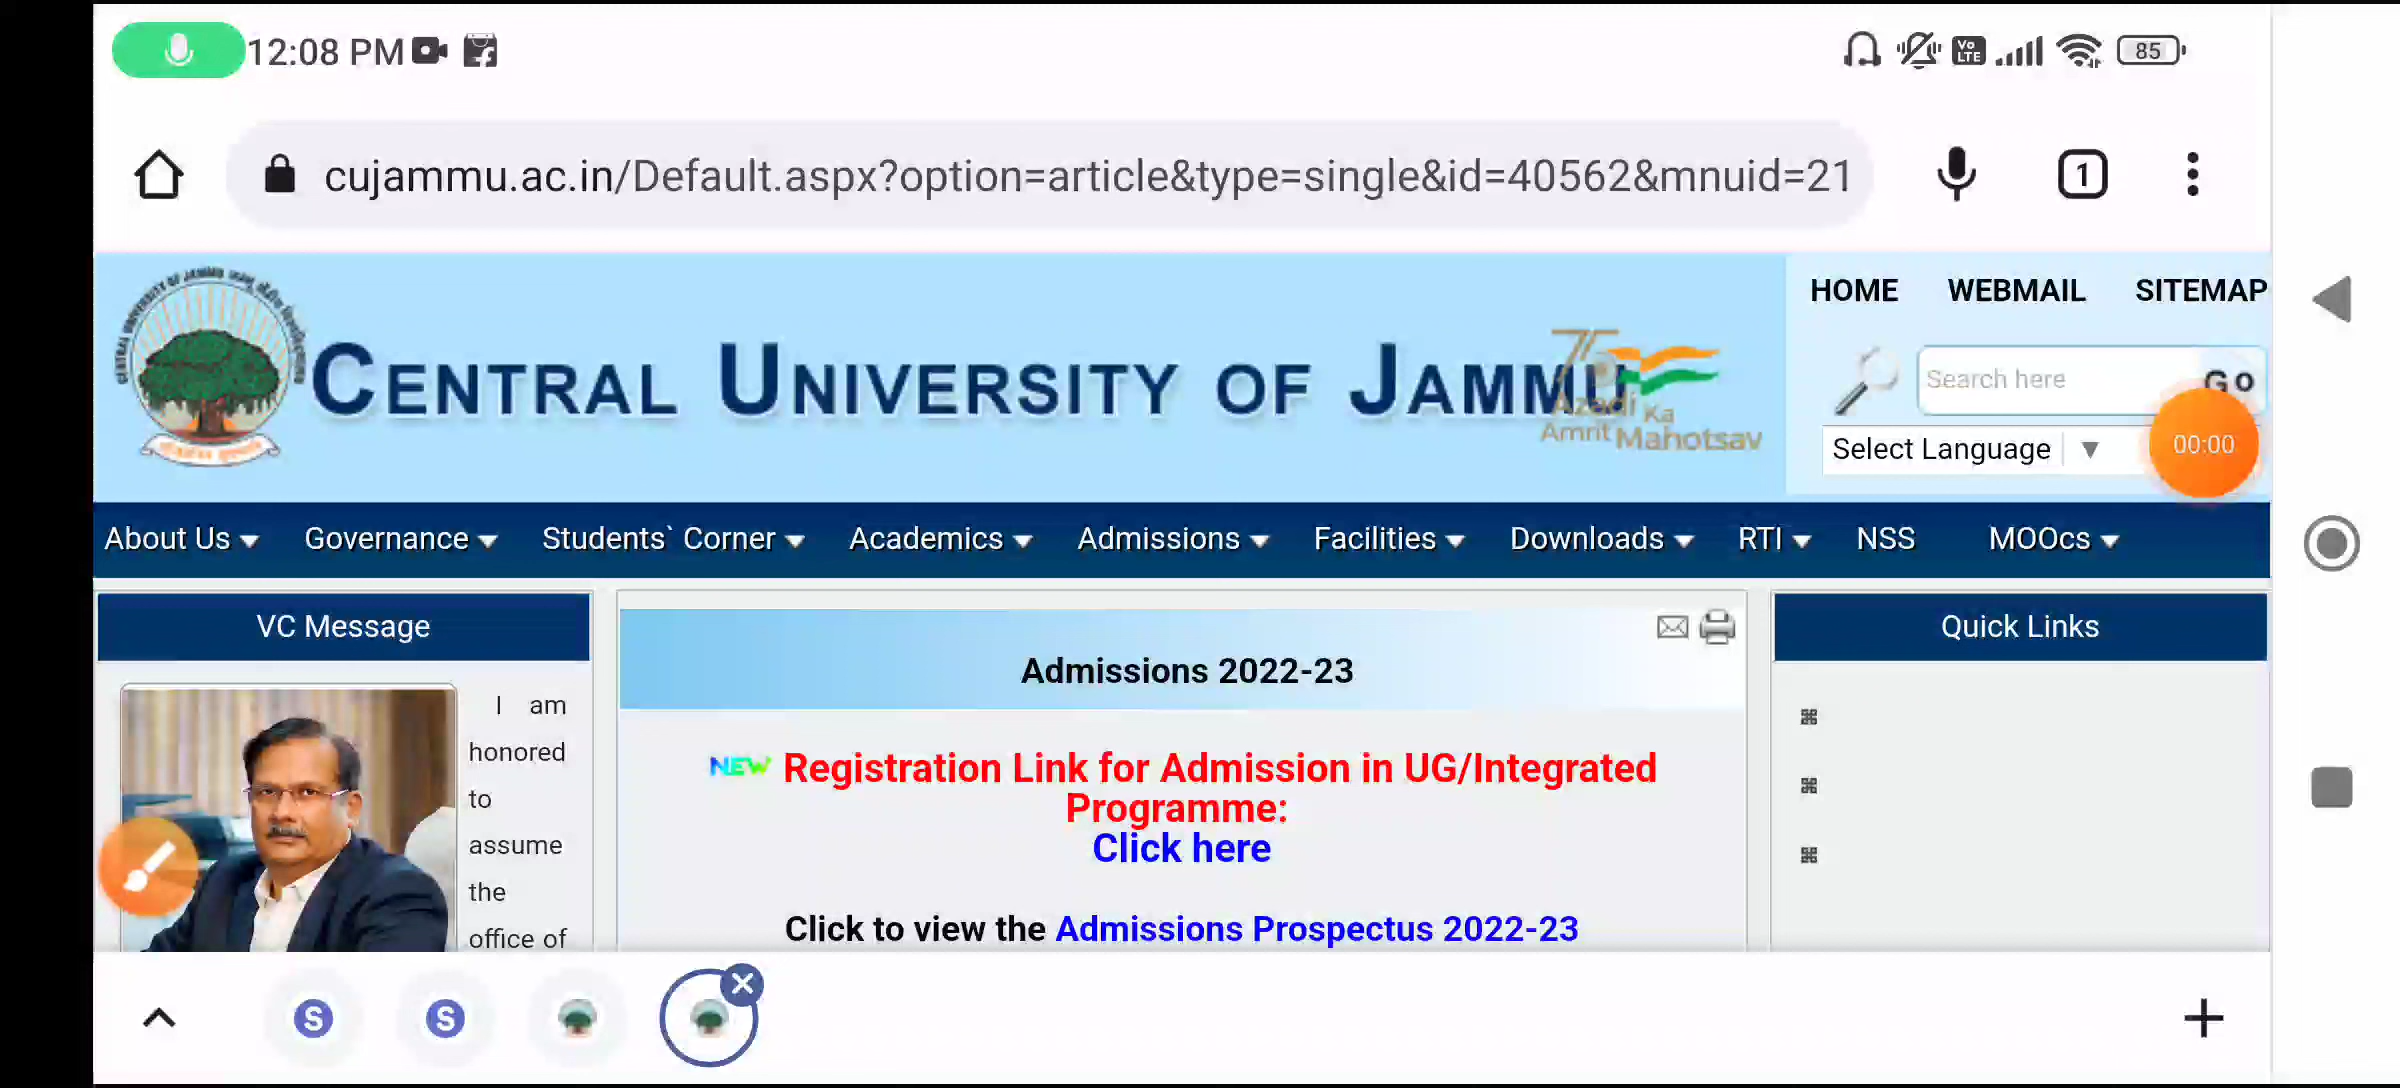 12:08 PM
Vo LTE
85
cujammu.ac.in/Default.aspx?option=article&type=single&id=40562&mnuid=21
1
HOME WEBMAIL SITEMAP
CENTRAL UNIVERSITY OF JAMMU
75
Azadi Ka
Amrit Mahotsav
Search here Go
Select Language
00:00
About Us Governance Students` Corner Academics Admissions Facilities Downloads RTI NSS MOOcs
VC Message
I am
honored
to
assume
the
office of
Admissions 2022-23
NEW Registration Link for Admission in UG/Integrated
Programme:
Click here
Click to view the Admissions Prospectus 2022-23
Quick Links
S
S